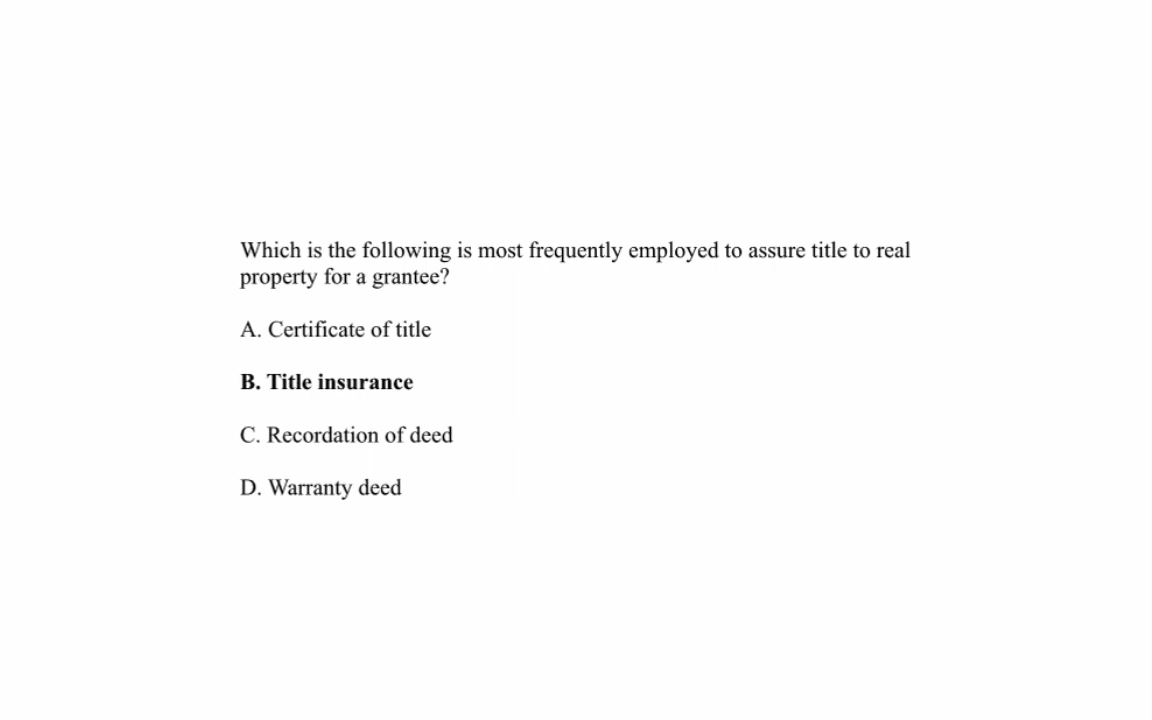 Which is the following is most frequently employed to assure title to real
property for a grantee?
A. Certificate of title
B. Title insurance
C. Recordation of deed
D. Warranty deed